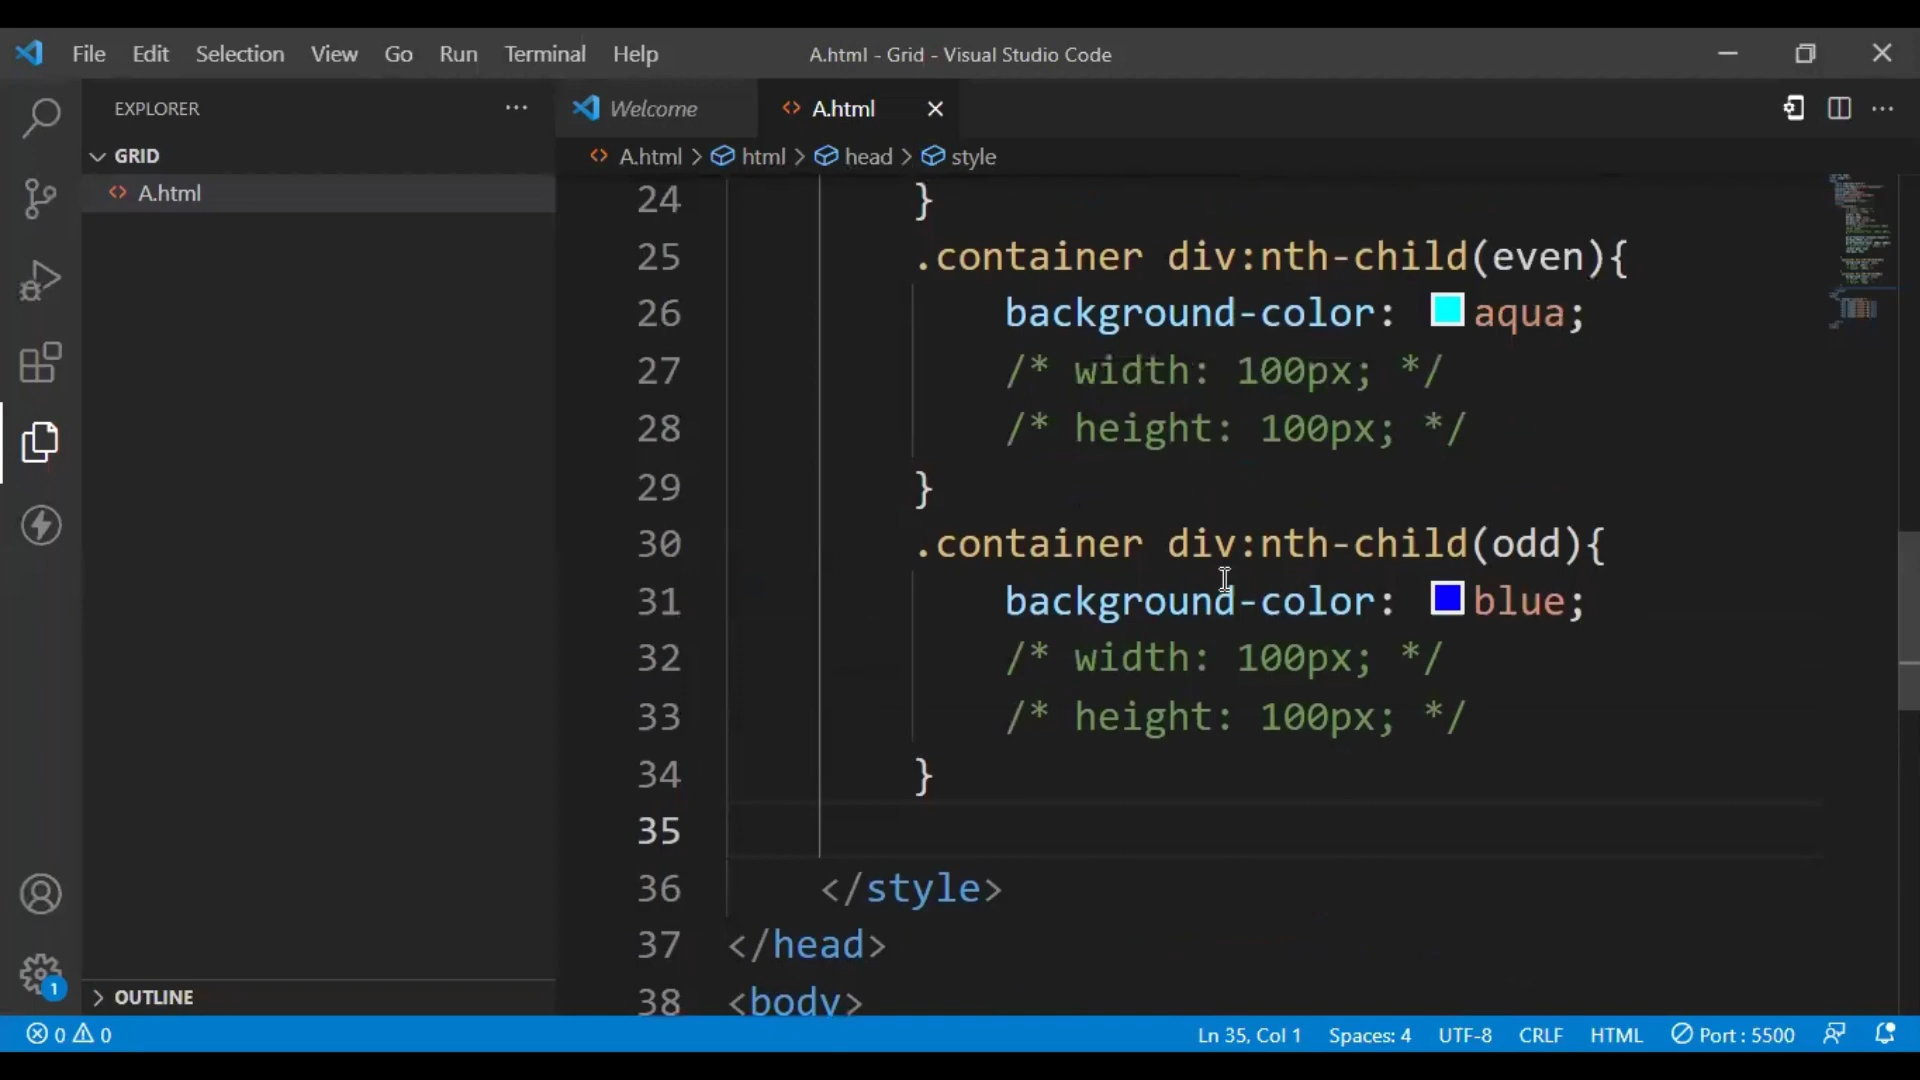 File Edit Selection View Go Run Terminal Help A.html - Grid - Visual Studio Code
EXPLORER
Welcome A.html
GRID
A.html
A.html > html > head > style
24 }
25 .container div:nth-child(even){
26 background-color: aqua;
27 /* width: 100px; */
28 /* height: 100px; */
29 }
30 .container div:nth-child(odd){
31 background-color: blue;
32 /* width: 100px; */
33 /* height: 100px; */
34 }
35
36 </style>
37 </head>
38 <body>
1
OUTLINE
0 0 Ln 35, Col 1 Spaces: 4 UTF-8 CRLF HTML Port : 5500